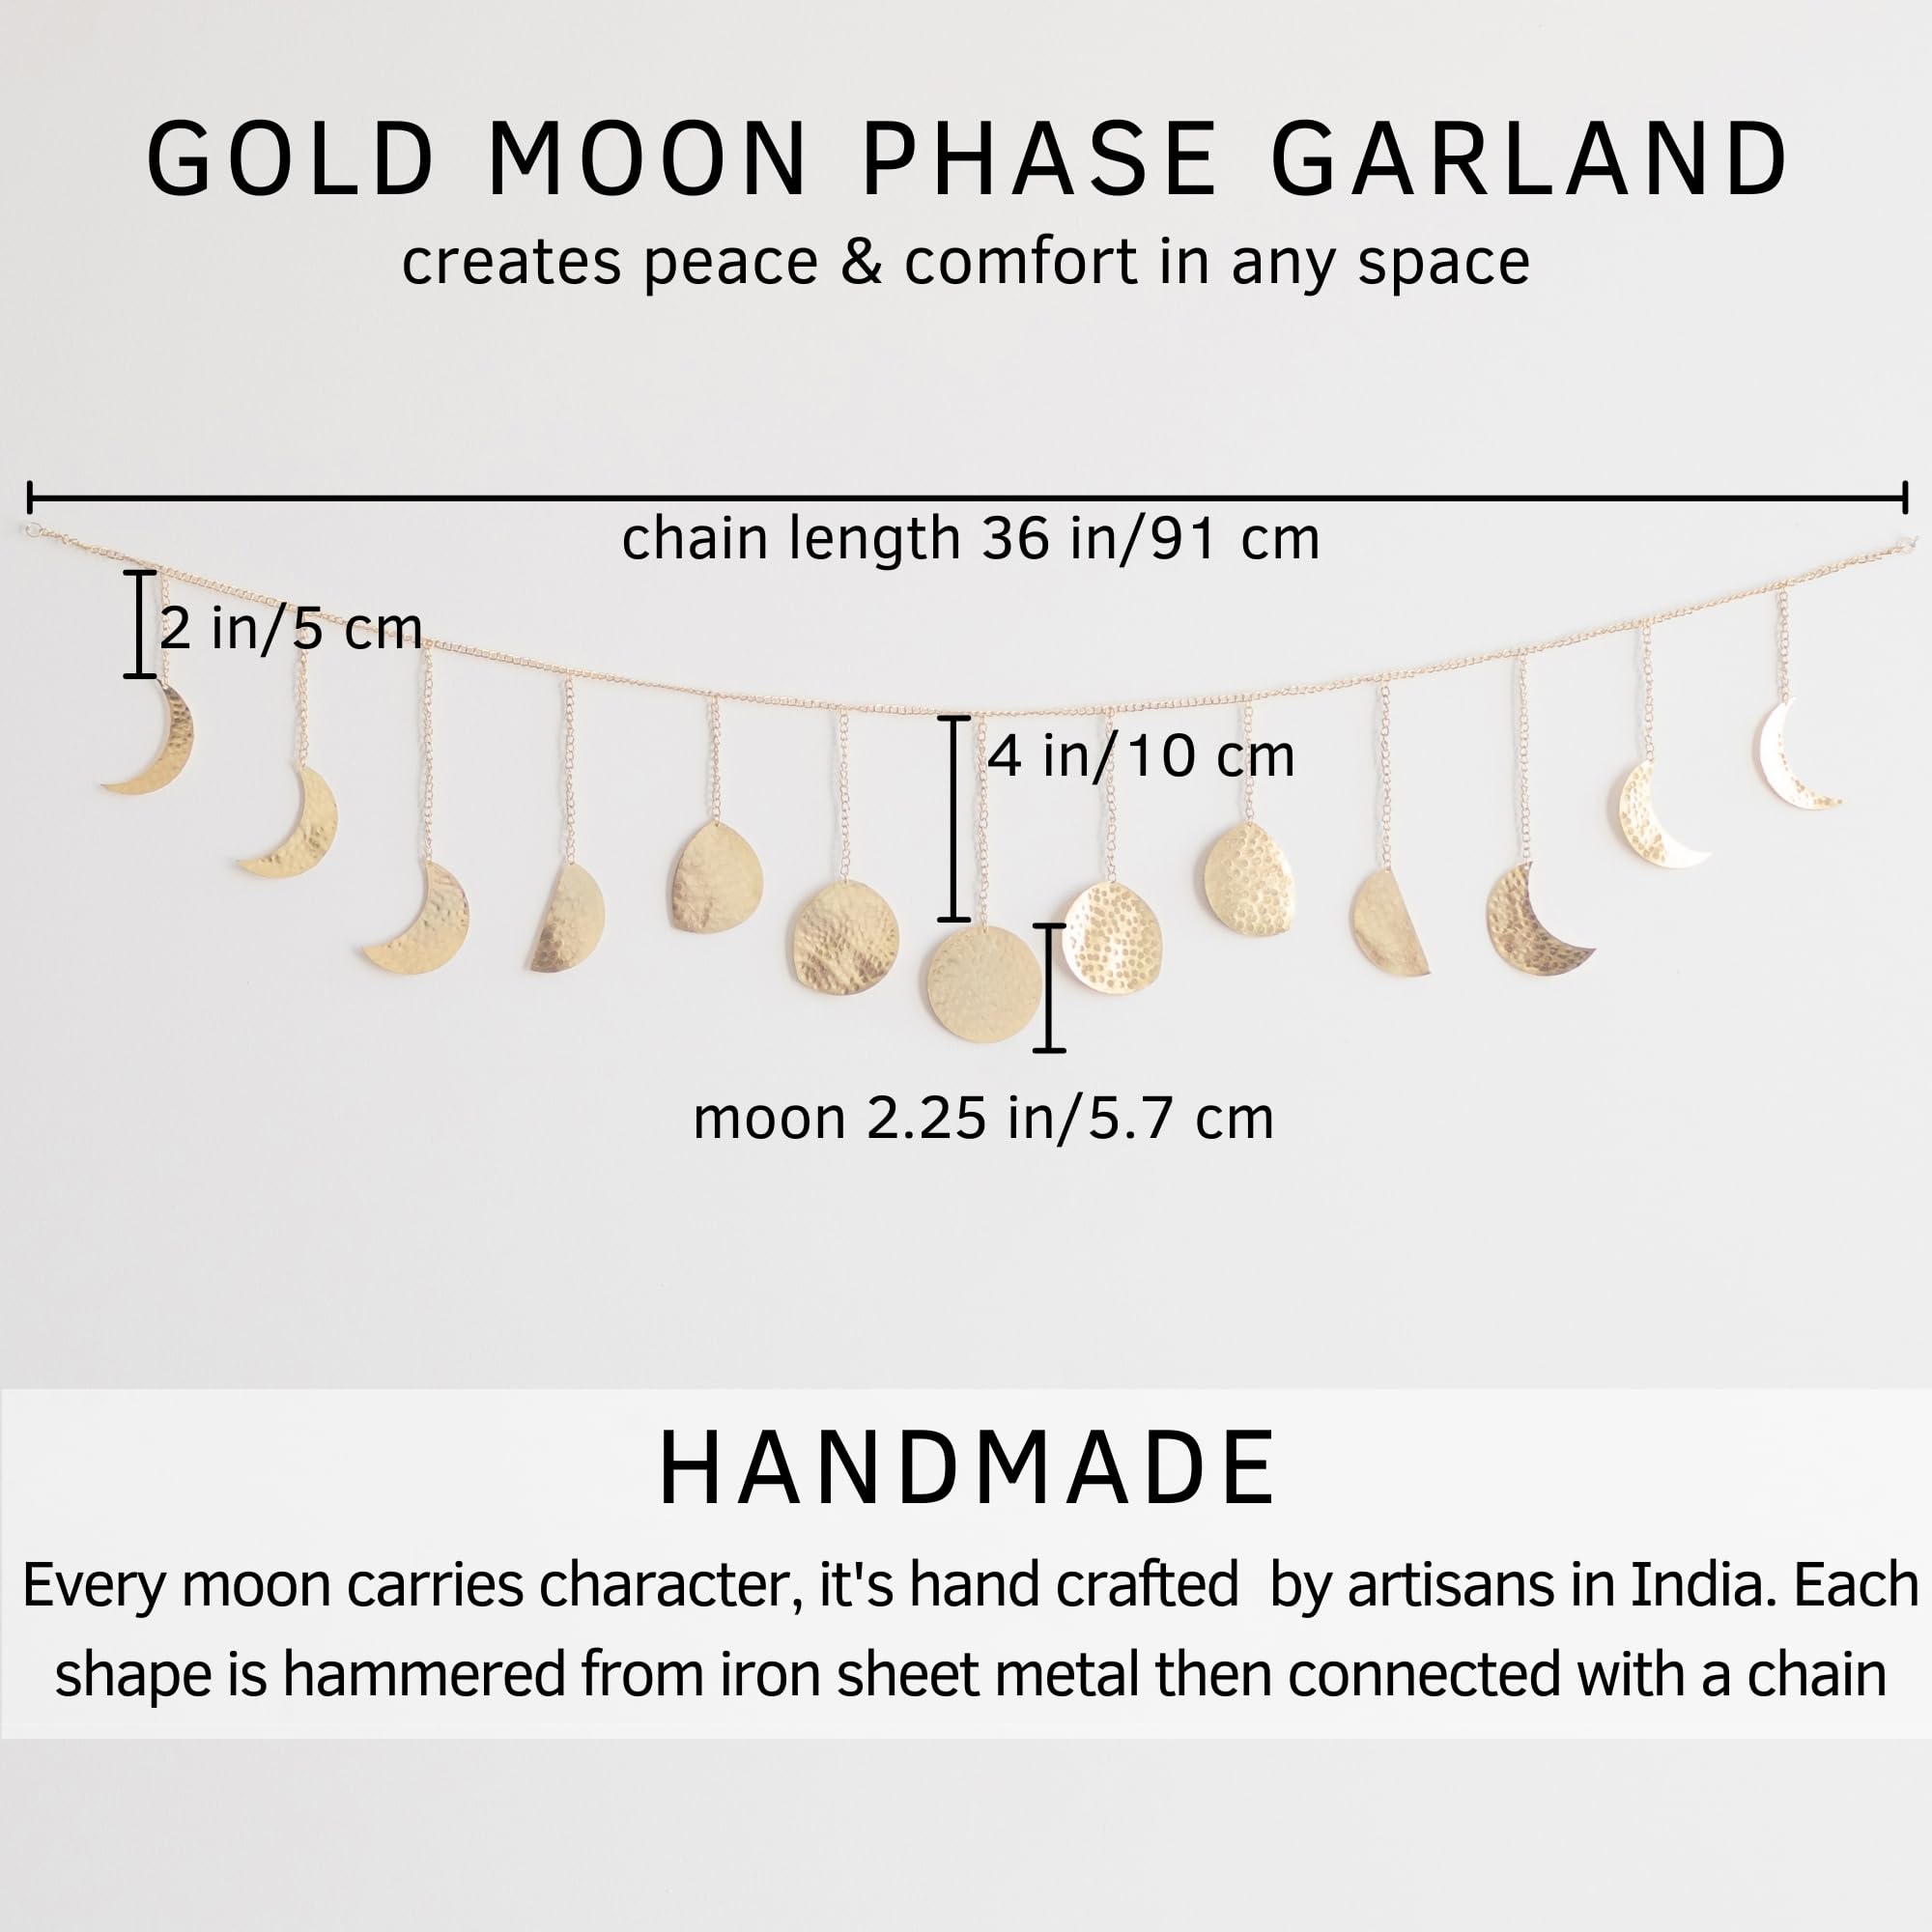 GOLD MOON PHASE GARLAND
creates peace & comfort in any space
chain length 36 in/91 cm
2 in/5 cm
4 in/10 cm
moon 2.25 in/5.7 cm
HANDMADE
Every moon carries character, it's hand crafted  by artisans in India. Each
shape is hammered from iron sheet metal then connected with a chain